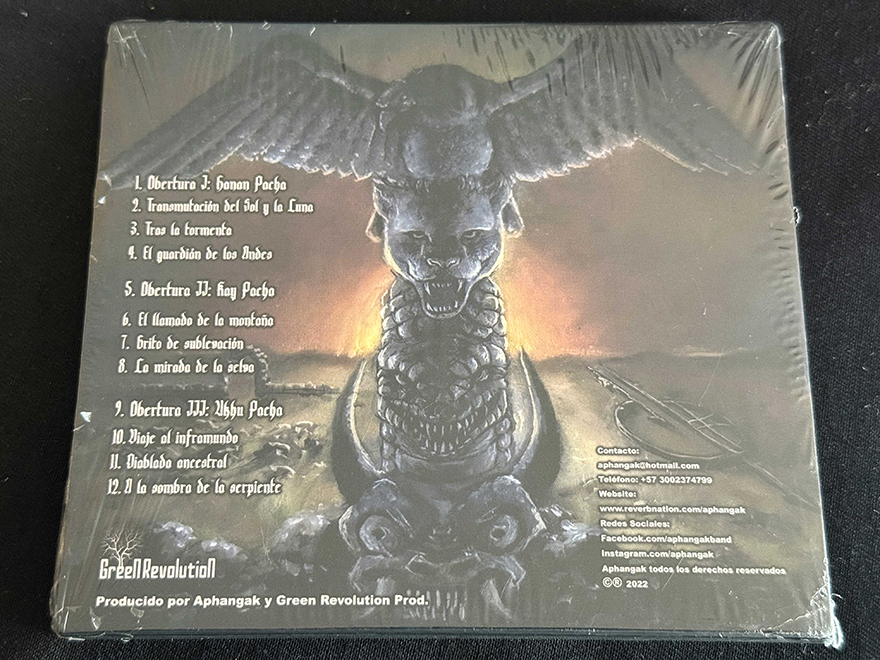 1. Obertura I: Hanan Pacha
2. Transmutación del Sol y la Luna
3. Tras la tormenta
4. El guardián de los Andes
5. Obertura II: Kay Pacha
6. El llamado de la montaña
7. Grito de sublevación
8. La mirada de la selva
9. Obertura III: Ukhu Pacha
10. Viaje al inframundo
11. Diablada ancestral
12. A la sombra de la serpiente
Contacto:
aphangak@hotmail.com
Teléfono: +57 3002374799
Website:
www.reverbnation.com/aphangak
Redes Sociales:
Facebook.com/aphangakband
Instagram.com/aphangak
Aphangak todos los derechos reservados
©® 2022
Green Revolution
Producido por Aphangak y Green Revolution Prod.